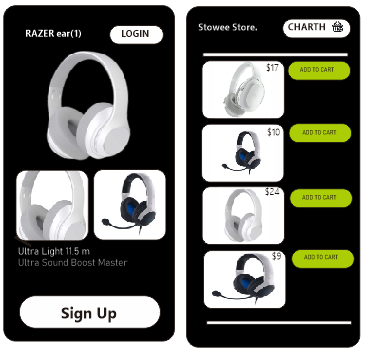 RAZER ear(1)
LOGIN
Ultra Light 11.5 m
Ultra Sound Boost Master
Sign Up
Stowee Store.
CHARTH
$17
ADD TO CART
$10
ADD TO CART
$24
ADD TO CART
$9
ADD TO CART